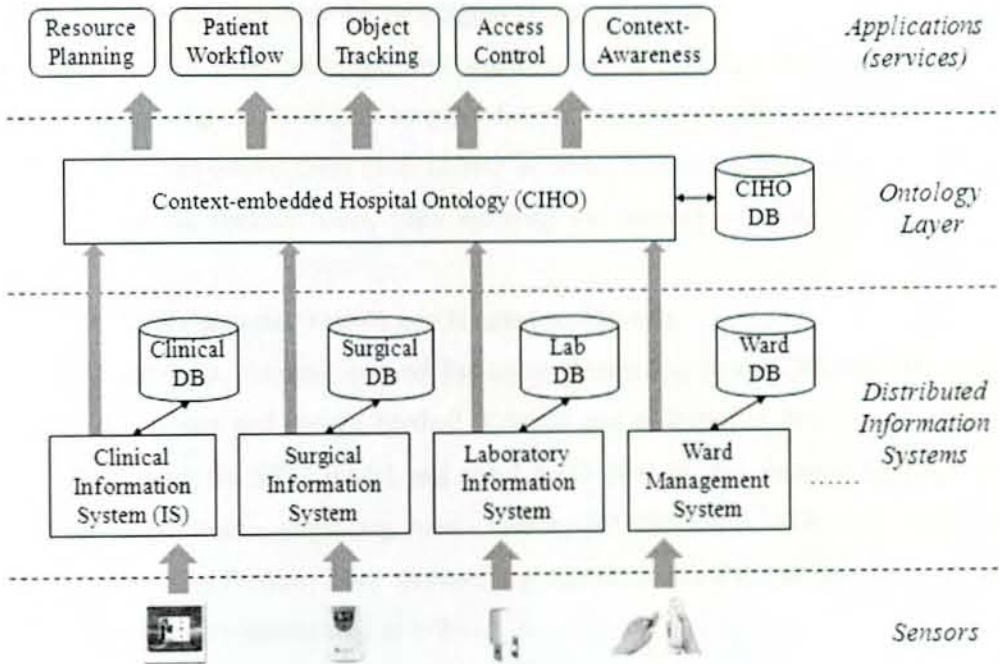 Resource
Planning
Patient
Workflow
Object
Tracking
Access
Control
Context-
Awareness
Applications
(services)
Context-embedded Hospital Ontology (CIHO)
CIHO
DB
Ontology
Layer
Clinical
DB
Surgical
DB
Lab
DB
Ward
DB
Distributed
Information
Systems
Clinical
Information
System (IS)
Surgical
Information
System
Laboratory
Information
System
Ward
Management
System
......
Sensors